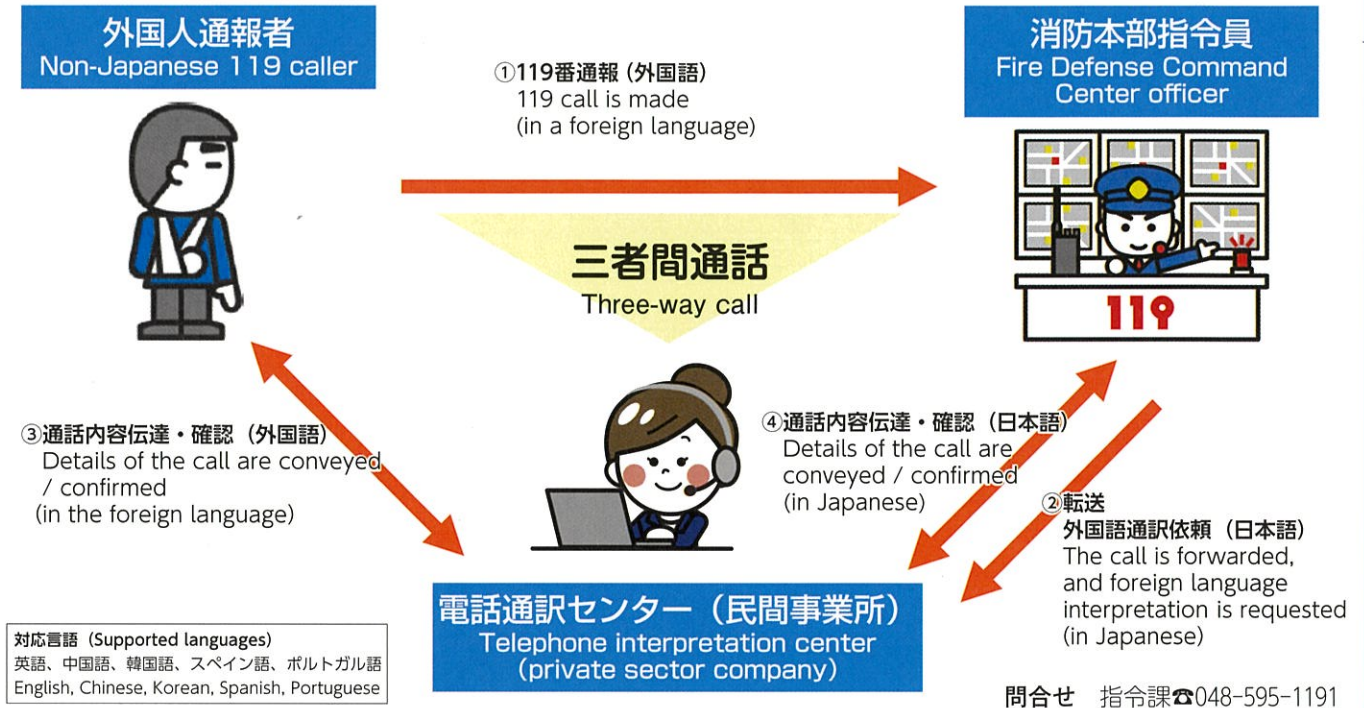 外国人通報者
Non-Japanese 119 caller
消防本部指令員
Fire Defense Command
Center officer
①119番通報（外国語）
119 call is made
(in a foreign language)
三者間通話
Three-way call
119
③通話内容伝達・確認（外国語）
Details of the call are conveyed
/ confirmed
(in the foreign language)
④通話内容伝達・確認（日本語）
Details of the call are
conveyed / confirmed
(in Japanese)
②転送
外国語通訳依頼（日本語）
The call is forwarded,
and foreign language
interpretation is requested
(in Japanese)
電話通訳センター（民間事業所）
Telephone interpretation center
(private sector company)
対応言語（Supported languages）
英語、中国語、韓国語、スペイン語、ポルトガル語
English, Chinese, Korean, Spanish, Portuguese
問合せ　指令課☎048-595-1191